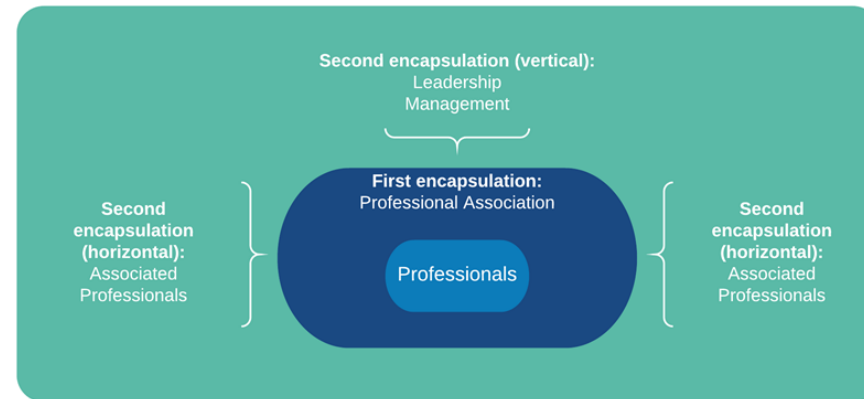 Second encapsulation (vertical):
Leadership
Management
First encapsulation:
Professional Association
Second
encapsulation
(horizontal):
Associated
Professionals
Professionals
Second
encapsulation
(horizontal):
Associated
Professionals